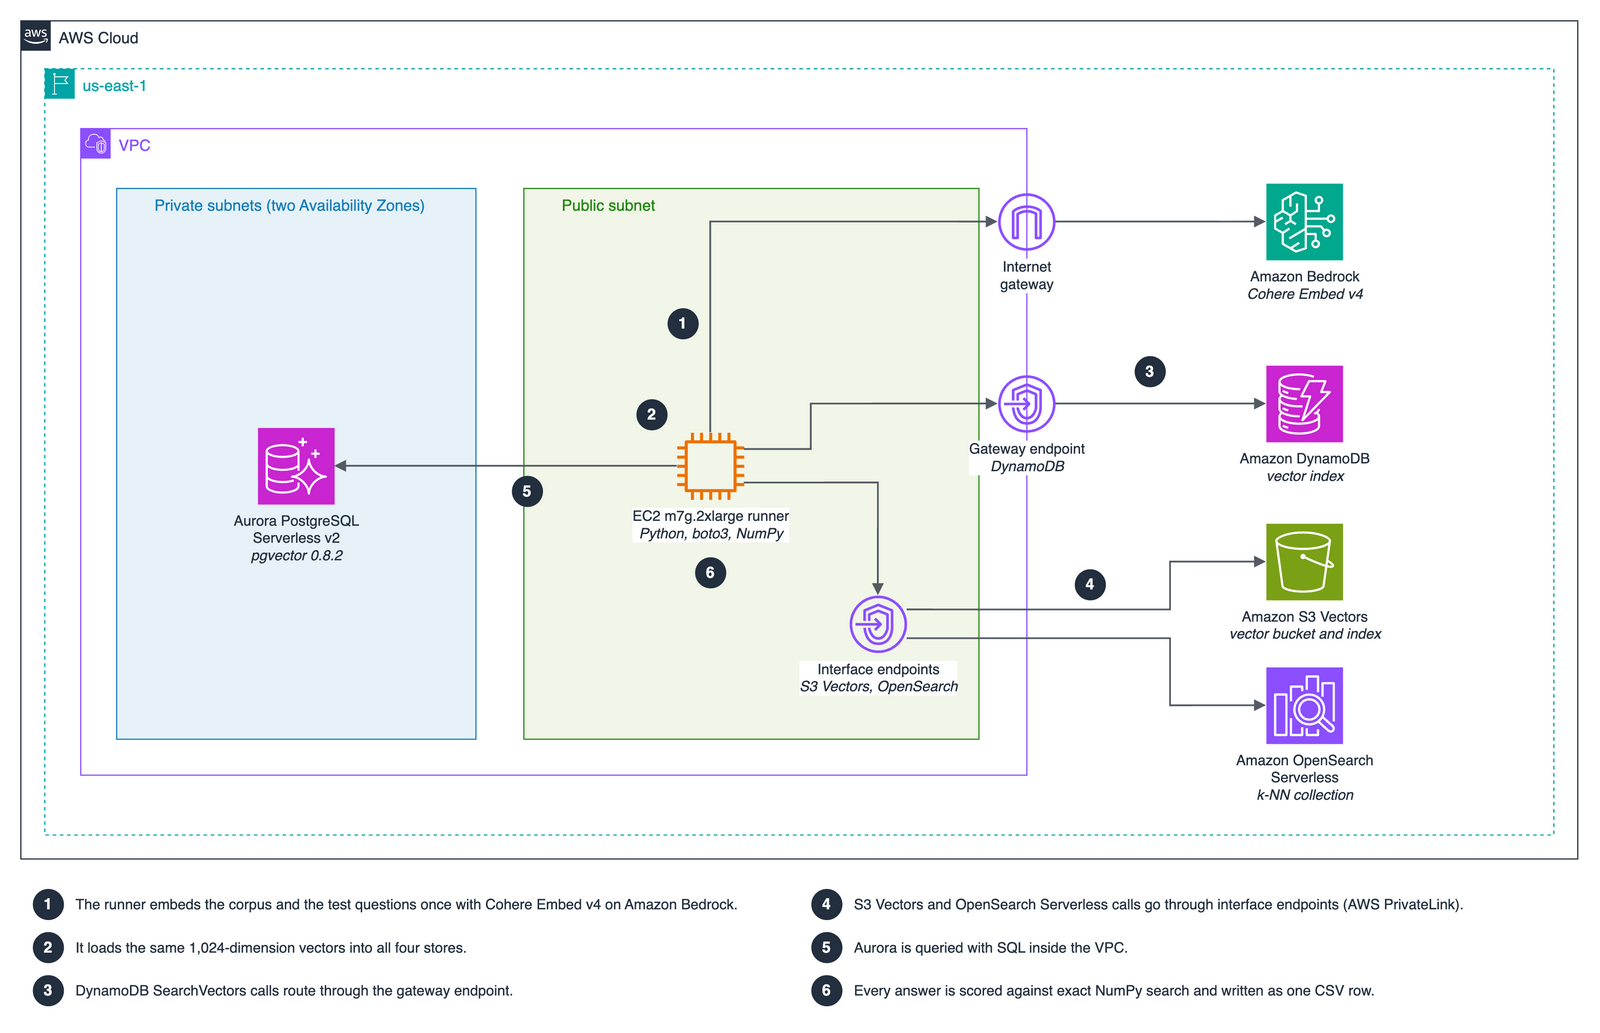 aws
AWS Cloud
us-east-1
VPC
Private subnets (two Availability Zones)
Public subnet
Internet
gateway
Amazon Bedrock
Cohere Embed v4
1
3
2
Gateway endpoint
DynamoDB
Amazon DynamoDB
vector index
5
Aurora PostgreSQL
Serverless v2
pgvector 0.8.2
EC2 m7g.2xlarge runner
Python, boto3, NumPy
6
4
Amazon S3 Vectors
vector bucket and index
Interface endpoints
S3 Vectors, OpenSearch
Amazon OpenSearch
Serverless
k-NN collection
1 The runner embeds the corpus and the test questions once with Cohere Embed v4 on Amazon Bedrock.
2 It loads the same 1,024-dimension vectors into all four stores.
3 DynamoDB SearchVectors calls route through the gateway endpoint.
4 S3 Vectors and OpenSearch Serverless calls go through interface endpoints (AWS PrivateLink).
5 Aurora is queried with SQL inside the VPC.
6 Every answer is scored against exact NumPy search and written as one CSV row.